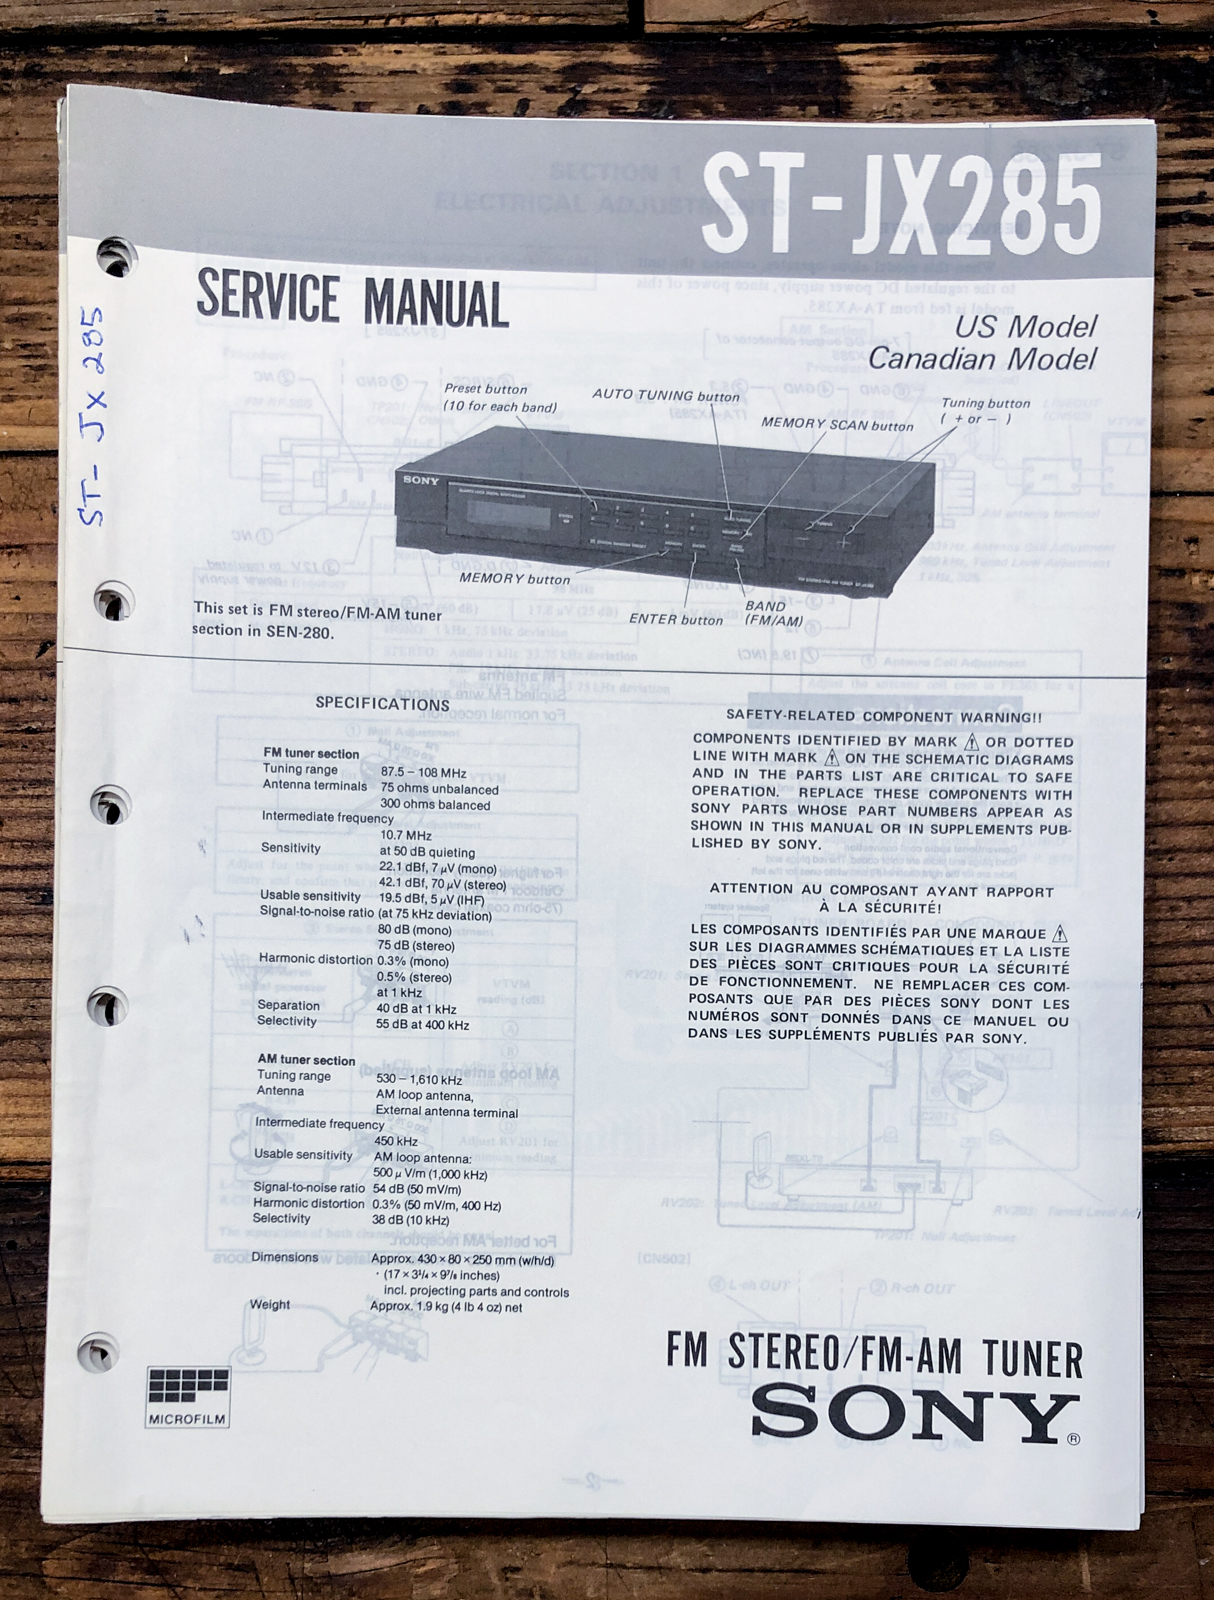 ST-JX285
SERVICE MANUAL
US Model
Canadian Model
ST- Jx 285
Preset button
(10 for each band)
AUTO TUNING button
MEMORY SCAN button
Tuning button
( + or − )
SONY
MEMORY button
ENTER button
BAND
(FM/AM)
This set is FM stereo/FM-AM tuner
section in SEN-280.
SPECIFICATIONS
FM tuner section
Tuning range 87.5 – 108 MHz
Antenna terminals 75 ohms unbalanced
300 ohms balanced
Intermediate frequency
10.7 MHz
Sensitivity at 50 dB quieting
22.1 dBf, 7 μV (mono)
42.1 dBf, 70 μV (stereo)
Usable sensitivity 19.5 dBf, 5 μV (IHF)
Signal-to-noise ratio (at 75 kHz deviation)
80 dB (mono)
75 dB (stereo)
Harmonic distortion 0.3% (mono)
0.5% (stereo)
at 1 kHz
Separation 40 dB at 1 kHz
Selectivity 55 dB at 400 kHz
AM tuner section
Tuning range 530 – 1,610 kHz
Antenna AM loop antenna,
External antenna terminal
Intermediate frequency
450 kHz
Usable sensitivity AM loop antenna:
500 μ V/m (1,000 kHz)
Signal-to-noise ratio 54 dB (50 mV/m)
Harmonic distortion 0.3% (50 mV/m, 400 Hz)
Selectivity 38 dB (10 kHz)
Dimensions Approx. 430 × 80 × 250 mm (w/h/d)
(17 × 3¼ × 9⅞ inches)
incl. projecting parts and controls
Weight Approx. 1.9 kg (4 lb 4 oz) net
SAFETY-RELATED COMPONENT WARNING!!
COMPONENTS IDENTIFIED BY MARK ⚠ OR DOTTED
LINE WITH MARK ⚠ ON THE SCHEMATIC DIAGRAMS
AND IN THE PARTS LIST ARE CRITICAL TO SAFE
OPERATION. REPLACE THESE COMPONENTS WITH
SONY PARTS WHOSE PART NUMBERS APPEAR AS
SHOWN IN THIS MANUAL OR IN SUPPLEMENTS PUB-
LISHED BY SONY.
ATTENTION AU COMPOSANT AYANT RAPPORT
À LA SÉCURITÉ!
LES COMPOSANTS IDENTIFIÉS PAR UNE MARQUE ⚠
SUR LES DIAGRAMMES SCHÉMATIQUES ET LA LISTE
DES PIÈCES SONT CRITIQUES POUR LA SÉCURITÉ
DE FONCTIONNEMENT. NE REMPLACER CES COM-
POSANTS QUE PAR DES PIÈCES SONY DONT LES
NUMÉROS SONT DONNÉS DANS CE MANUEL OU
DANS LES SUPPLÉMENTS PUBLIÉS PAR SONY.
MICROFILM
FM STEREO/FM-AM TUNER
SONY®